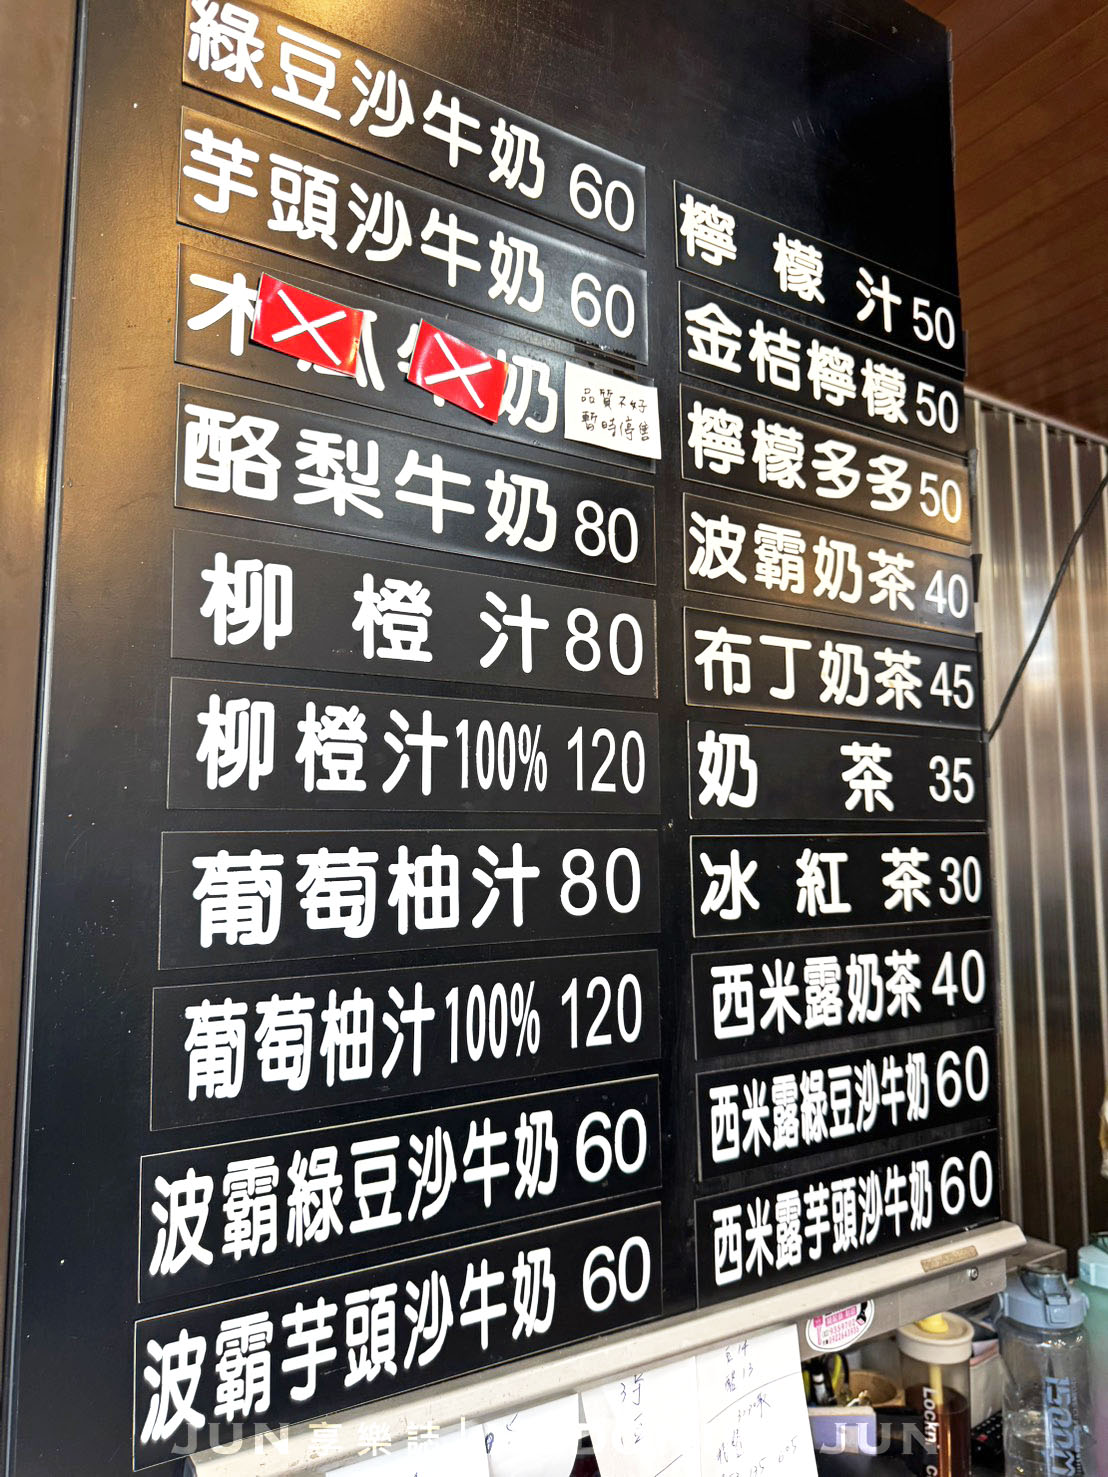 綠豆沙牛奶 60
芋頭沙牛奶 60
木瓜牛奶
品質不好
暫時停售
酪梨牛奶 80
柳橙汁 80
柳橙汁100% 120
葡萄柚汁 80
葡萄柚汁100% 120
波霸綠豆沙牛奶 60
波霸芋頭沙牛奶 60
檸檬汁 50
金桔檸檬 50
檸檬多多 50
波霸奶茶 40
布丁奶茶 45
奶茶 35
冰紅茶 30
西米露奶茶 40
西米露綠豆沙牛奶 60
西米露芋頭沙牛奶 60
JUN 享樂誌
JUN
Lockn
1500